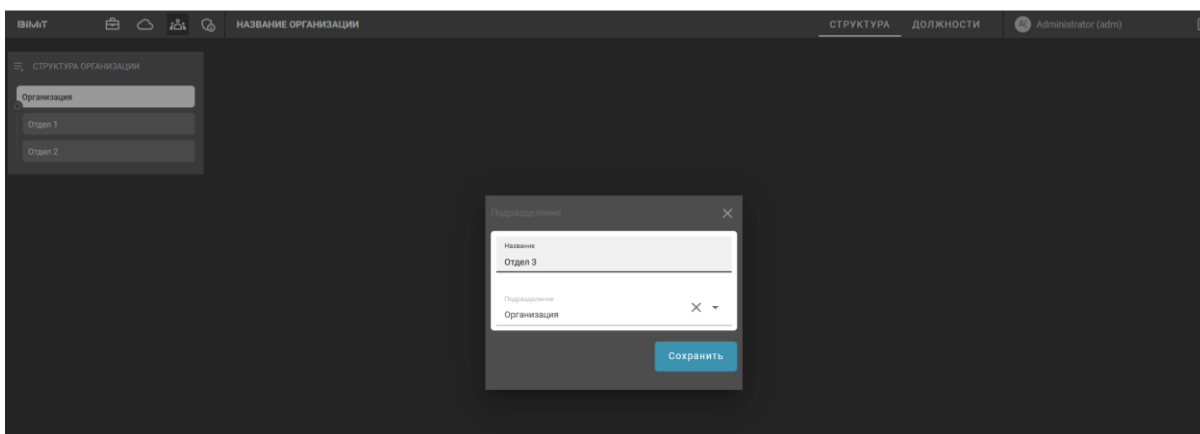 BIMiT
НАЗВАНИЕ ОРГАНИЗАЦИИ
СТРУКТУРА
ДОЛЖНОСТИ
Administrator (adm)
СТРУКТУРА ОРГАНИЗАЦИИ
Организация
Отдел 1
Отдел 2
Подразделение
Название
Отдел 3
Подразделение
Организация
Сохранить